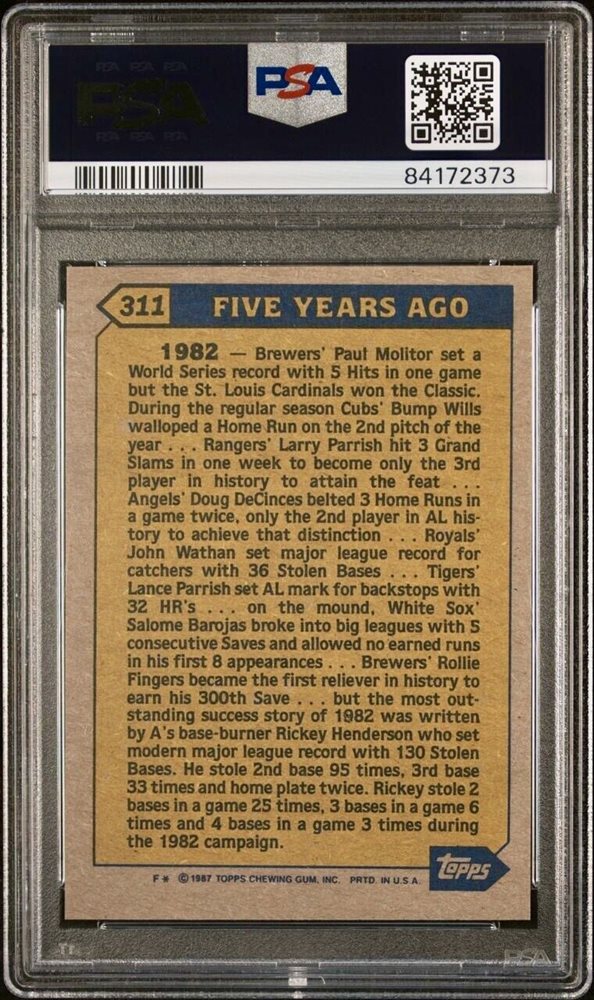 PSA PSA PSA
PSA
PSA PSA PSA
PSA
84172373
311 FIVE YEARS AGO
1982 — Brewers' Paul Molitor set a
World Series record with 5 Hits in one game
but the St. Louis Cardinals won the Classic.
During the regular season Cubs' Bump Wills
walloped a Home Run on the 2nd pitch of the
year . . . Rangers' Larry Parrish hit 3 Grand
Slams in one week to become only the 3rd
player in history to attain the feat . . .
Angels' Doug DeCinces belted 3 Home Runs in
a game twice, only the 2nd player in AL his-
tory to achieve that distinction . . . Royals'
John Wathan set major league record for
catchers with 36 Stolen Bases . . . Tigers'
Lance Parrish set AL mark for backstops with
32 HR's . . . on the mound, White Sox'
Salome Barojas broke into big leagues with 5
consecutive Saves and allowed no earned runs
in his first 8 appearances . . . Brewers' Rollie
Fingers became the first reliever in history to
earn his 300th Save . . . but the most out-
standing success story of 1982 was written
by A's base-burner Rickey Henderson who set
modern major league record with 130 Stolen
Bases. He stole 2nd base 95 times, 3rd base
33 times and home plate twice. Rickey stole 2
bases in a game 25 times, 3 bases in a game 6
times and 4 bases in a game 3 times during
the 1982 campaign.
topps
F * © 1987 TOPPS CHEWING GUM, INC. PRTD. IN U.S.A.
PSA